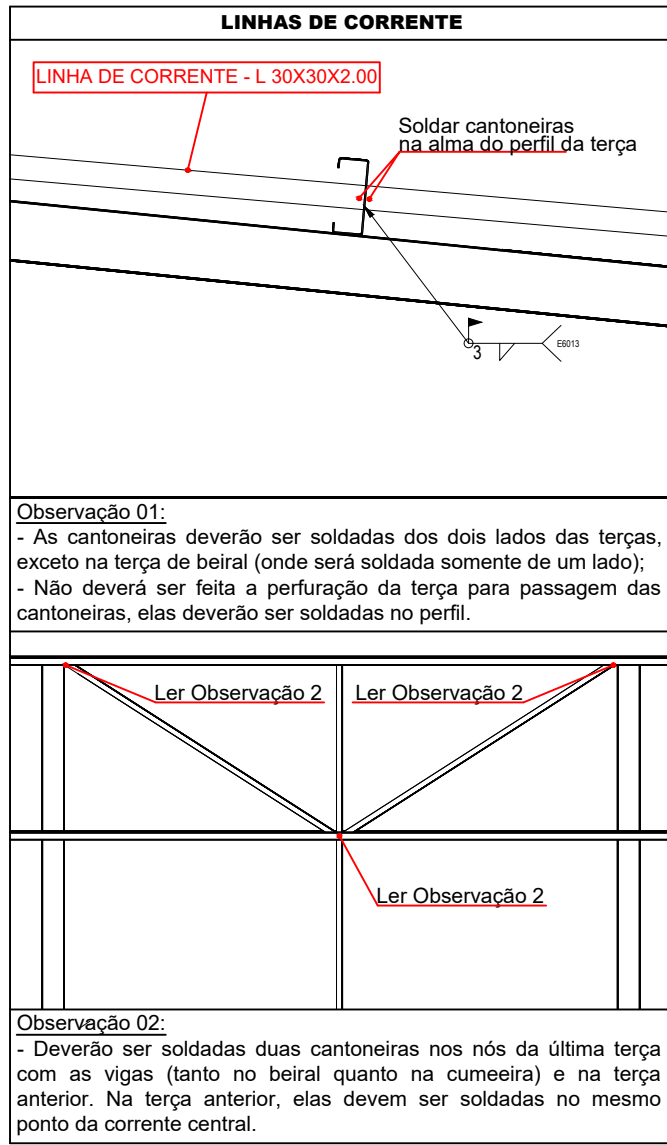 LINHAS DE CORRENTE
LINHA DE CORRENTE - L 30X30X2.00
Soldar cantoneiras
na alma do perfil da terça
3
E6013
Observação 01:
- As cantoneiras deverão ser soldadas dos dois lados das terças,
exceto na terça de beiral (onde será soldada somente de um lado);
- Não deverá ser feita a perfuração da terça para passagem das
cantoneiras, elas deverão ser soldadas no perfil.
Ler Observação 2
Ler Observação 2
Ler Observação 2
Observação 02:
- Deverão ser soldadas duas cantoneiras nos nós da última terça
com as vigas (tanto no beiral quanto na cumeeira) e na terça
anterior. Na terça anterior, elas devem ser soldadas no mesmo
ponto da corrente central.